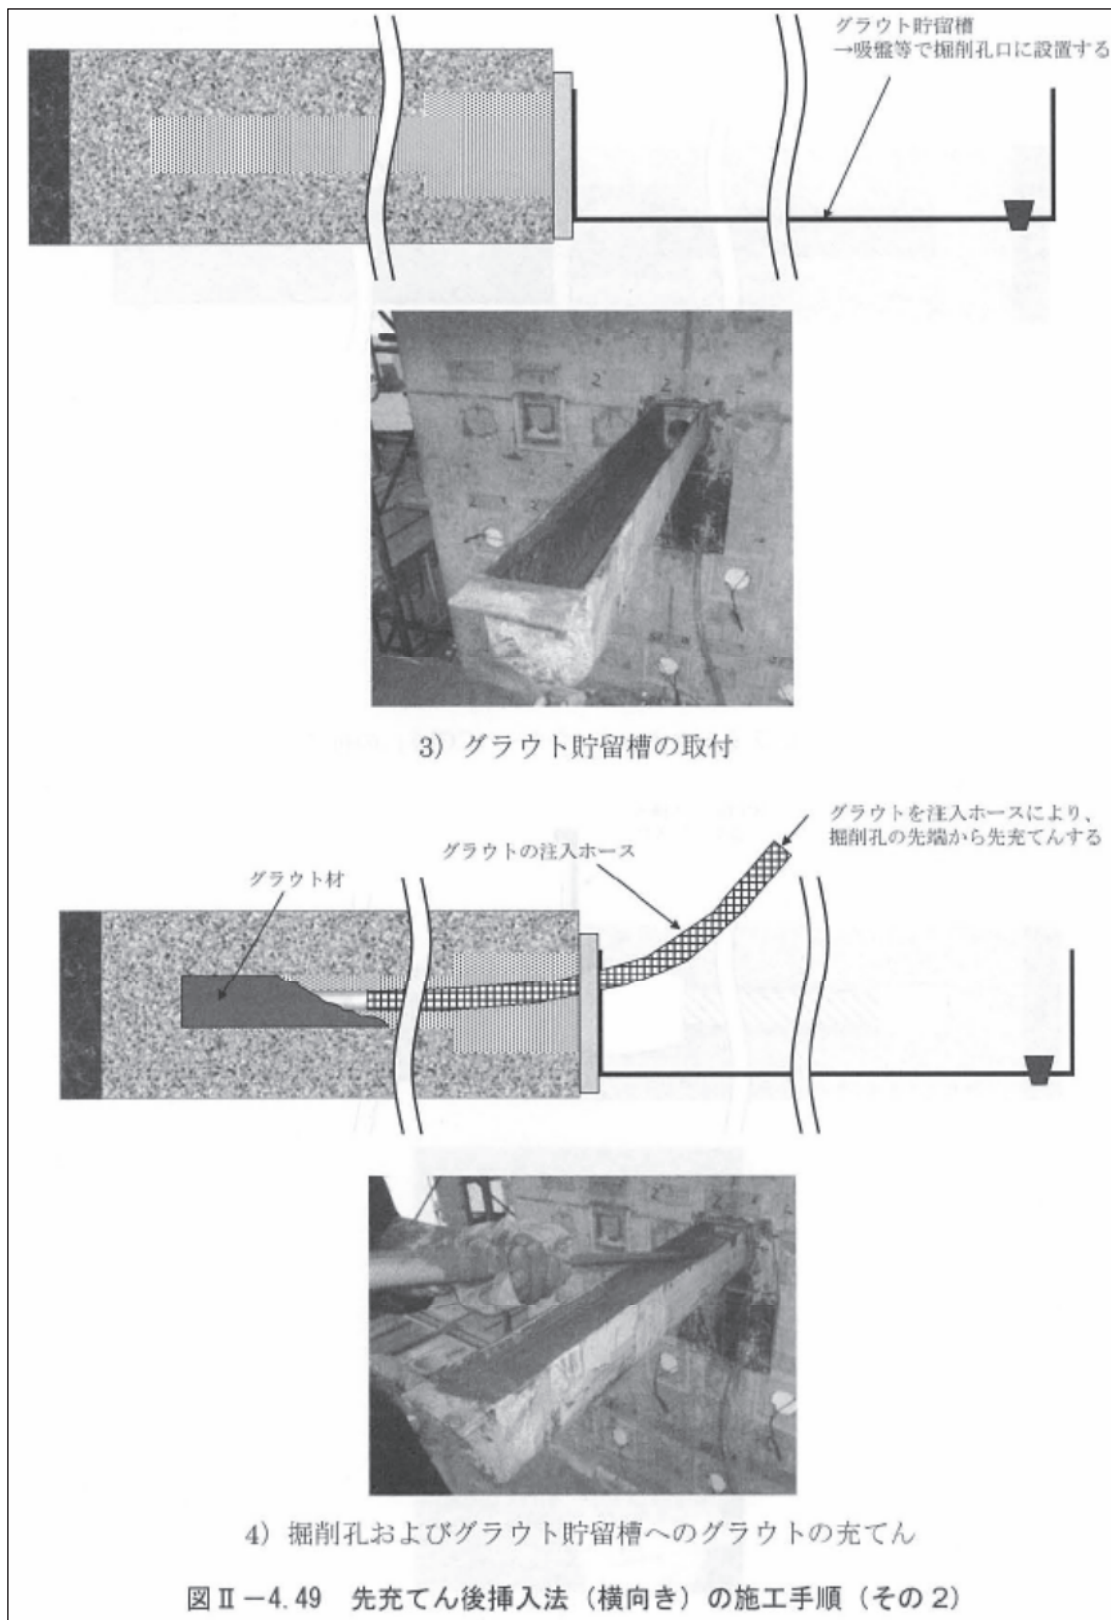 グラウト貯留槽
→吸盤等で掘削孔口に設置する
3) グラウト貯留槽の取付
グラウトを注入ホースにより、
掘削孔の先端から先充てんする
グラウトの注入ホース
グラウト材
4) 掘削孔およびグラウト貯留槽へのグラウトの充てん
図Ⅱ－4.49 先充てん後挿入法（横向き）の施工手順（その2）